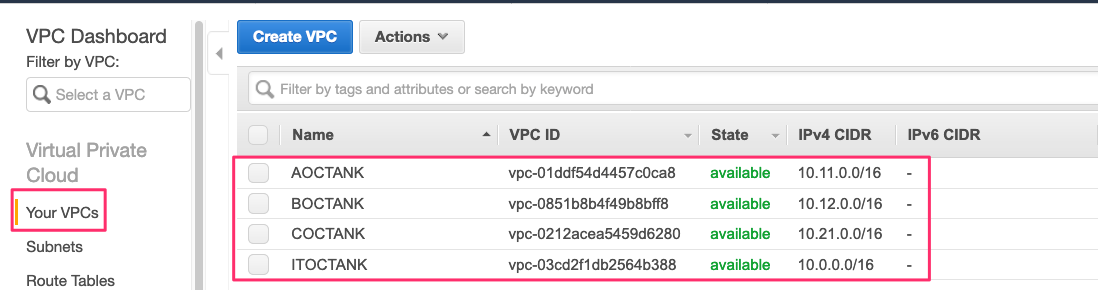 VPC Dashboard
Filter by VPC:
Select a VPC
Virtual Private
Cloud
Your VPCs
Subnets
Route Tables
Create VPC Actions
Filter by tags and attributes or search by keyword
Name VPC ID State IPv4 CIDR IPv6 CIDR
AOCTANK vpc-01ddf54d4457c0ca8 available 10.11.0.0/16 -
BOCTANK vpc-0851b8b4f49b8bff8 available 10.12.0.0/16 -
COCTANK vpc-0212acea5459d6280 available 10.21.0.0/16 -
ITOCTANK vpc-03cd2f1db2564b388 available 10.0.0.0/16 -